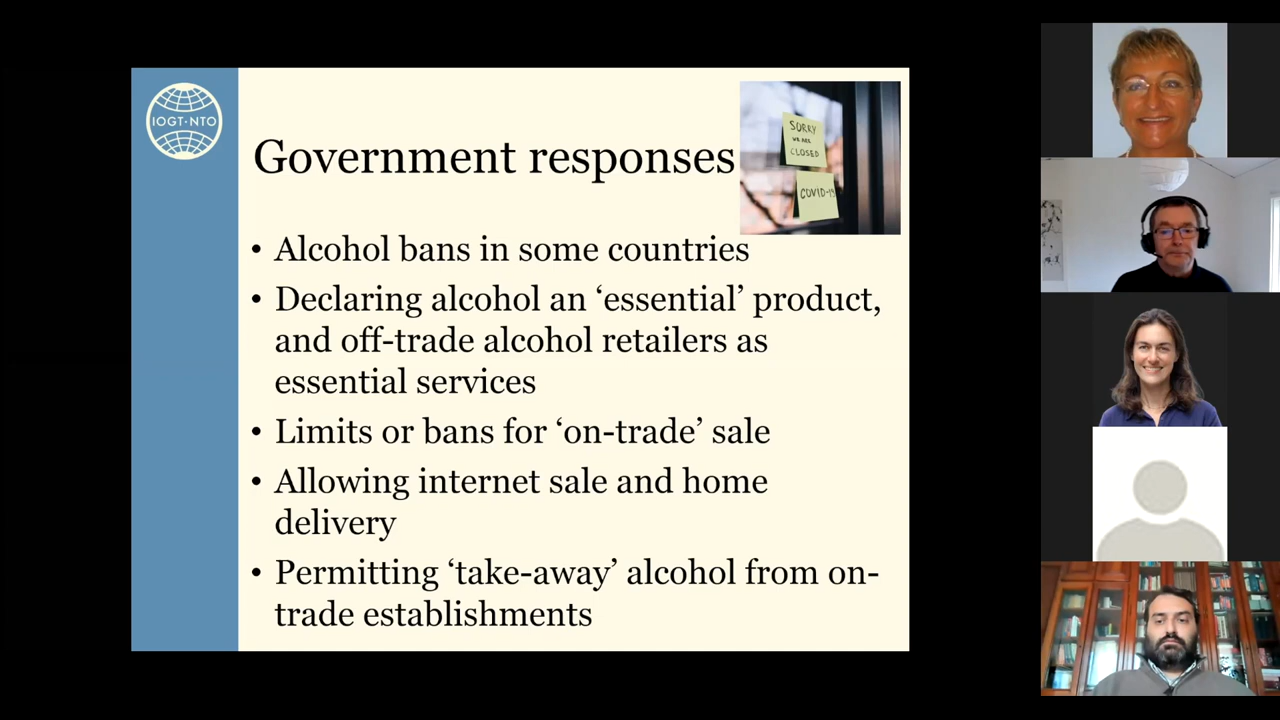 IOGT·NTO
Government responses
SORRY
WE ARE
CLOSED
COVID-19
• Alcohol bans in some countries
• Declaring alcohol an ‘essential’ product,
and off-trade alcohol retailers as
essential services
• Limits or bans for ‘on-trade’ sale
• Allowing internet sale and home
delivery
• Permitting ‘take-away’ alcohol from on-
trade establishments